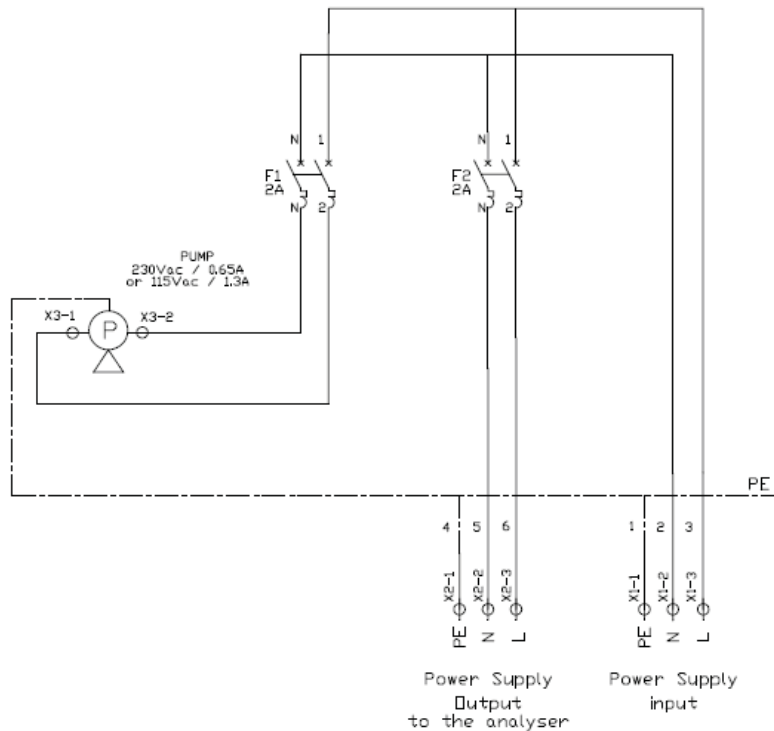 N 1
F1
2A
N 2
N 1
F2
2A
N 2
PUMP
230Vac / 0.65A
or 115Vac / 1.3A
X3-1
P
X3-2
PE
4 5 6
1 2 3
X2-1
X2-2
X2-3
X1-1
X1-2
X1-3
PE
N
L
PE
N
L
Power Supply
Output
to the analyser
Power Supply
input